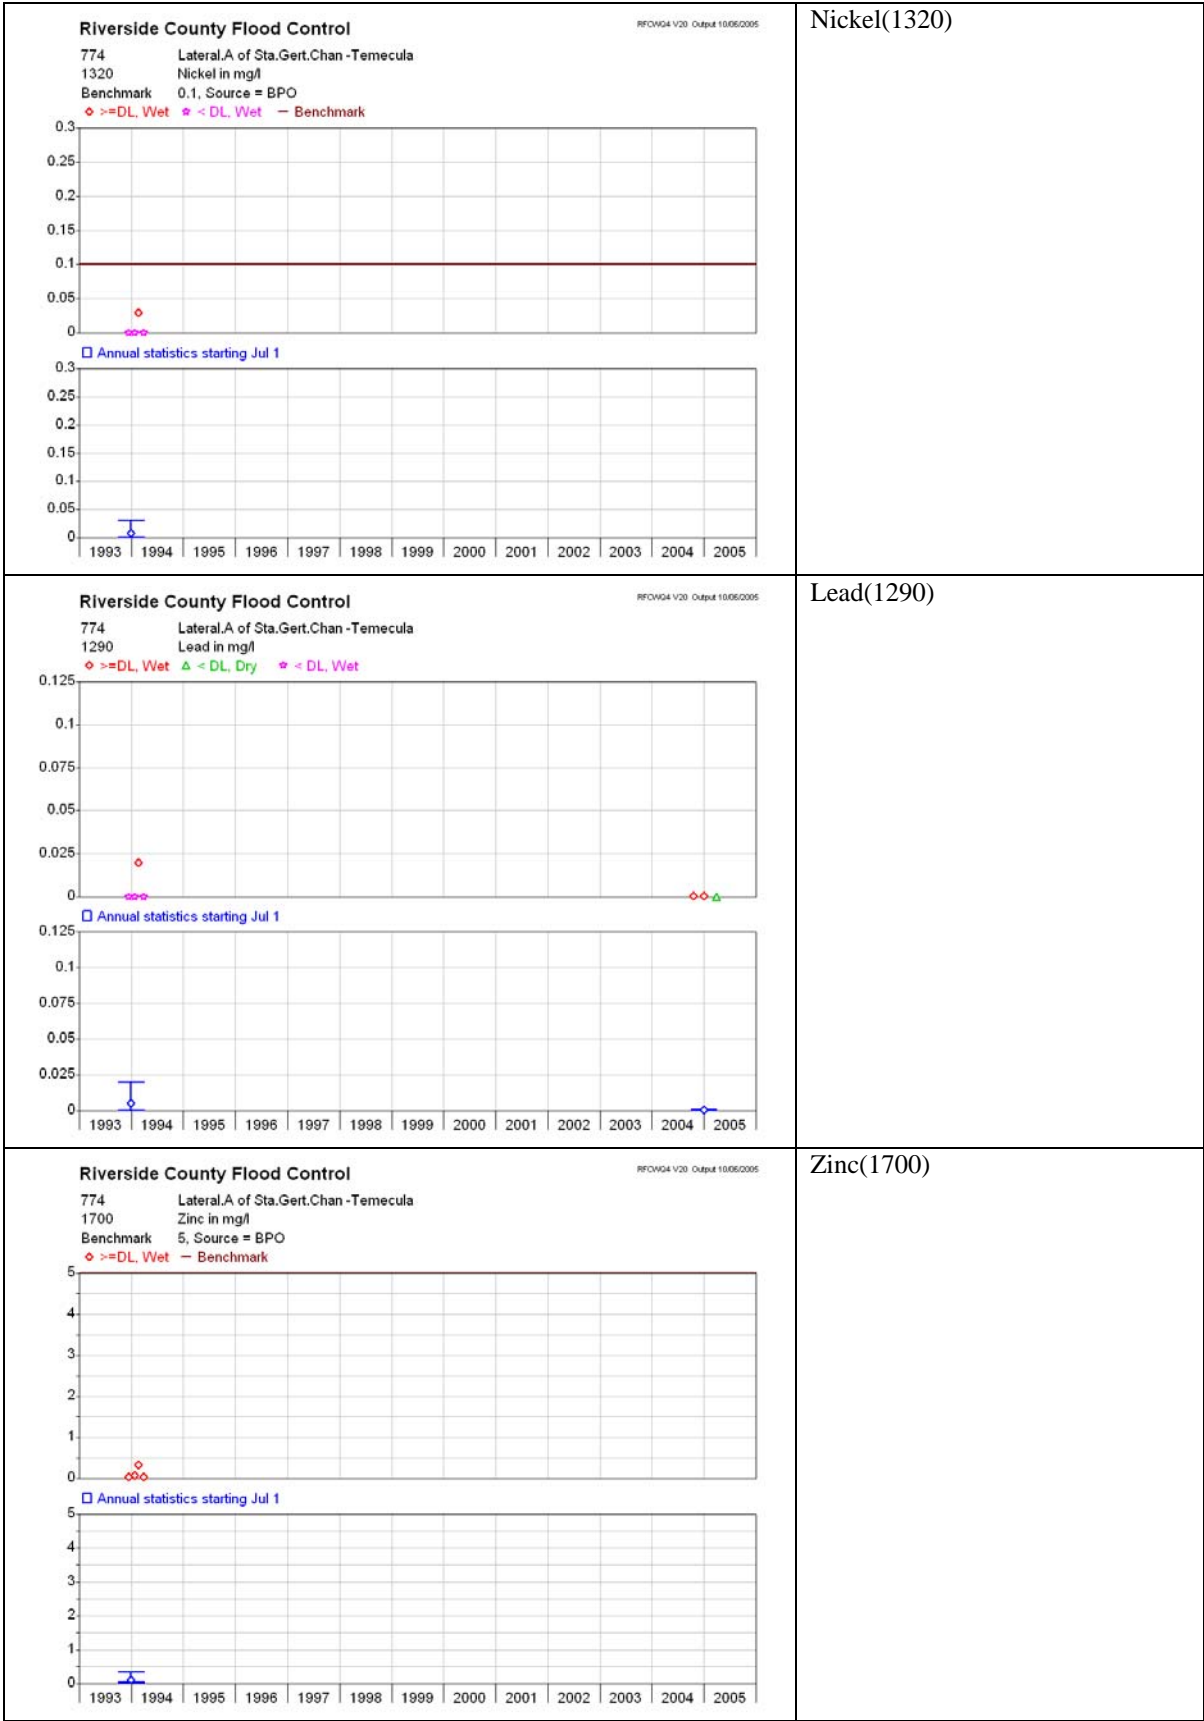 Riverside County Flood Control RFCWQ4 V20 Output 10/06/2005
774 Lateral.A of Sta.Gert.Chan -Temecula
1320 Nickel in mg/l
Benchmark 0.1, Source = BPO
>=DL, Wet < DL, Wet Benchmark
0.3
0.25
0.2
0.15
0.1
0.05
0
Annual statistics starting Jul 1
0.3
0.25
0.2
0.15
0.1
0.05
0
1993 1994 1995 1996 1997 1998 1999 2000 2001 2002 2003 2004 2005
Nickel(1320)
Riverside County Flood Control RFCWQ4 V20 Output 10/06/2005
774 Lateral.A of Sta.Gert.Chan -Temecula
1290 Lead in mg/l
>=DL, Wet < DL, Dry < DL, Wet
0.125
0.1
0.075
0.05
0.025
0
Annual statistics starting Jul 1
0.125
0.1
0.075
0.05
0.025
0
1993 1994 1995 1996 1997 1998 1999 2000 2001 2002 2003 2004 2005
Lead(1290)
Riverside County Flood Control RFCWQ4 V20 Output 10/06/2005
774 Lateral.A of Sta.Gert.Chan -Temecula
1700 Zinc in mg/l
Benchmark 5, Source = BPO
>=DL, Wet Benchmark
5
4
3
2
1
0
Annual statistics starting Jul 1
5
4
3
2
1
0
1993 1994 1995 1996 1997 1998 1999 2000 2001 2002 2003 2004 2005
Zinc(1700)